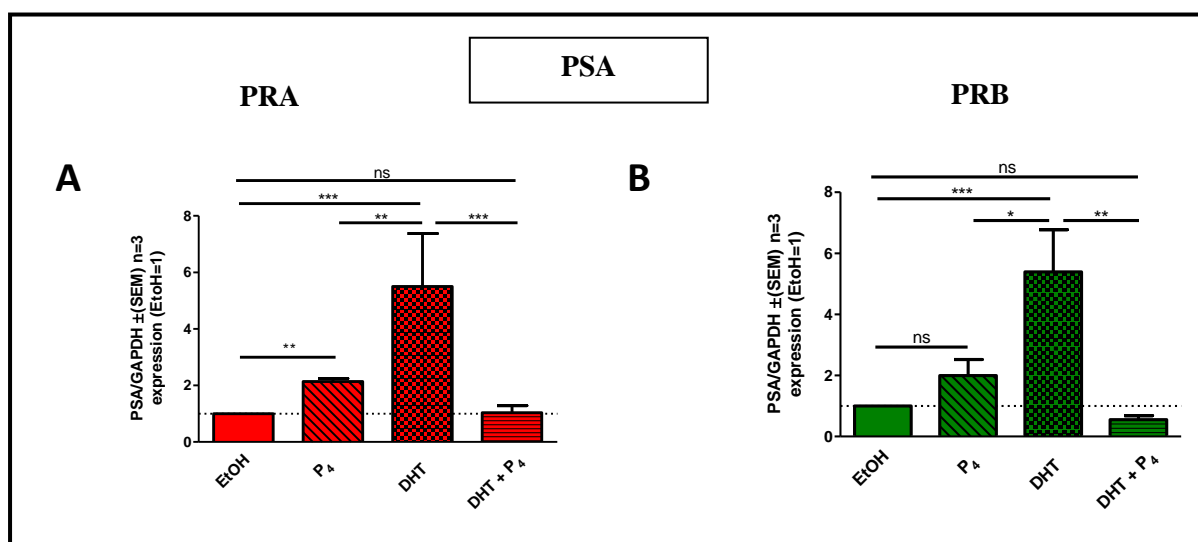 PSA
PRA
PRB
A
B
ns
***
**
***
**
PSA/GAPDH ±(SEM) n=3
expression (EtoH=1)
8
6
4
2
0
EtOH
P4
DHT
DHT + P4
ns
***
*
**
ns
PSA/GAPDH ±(SEM) n=3
expression (EtoH=1)
8
6
4
2
0
EtOH
P4
DHT
DHT + P4